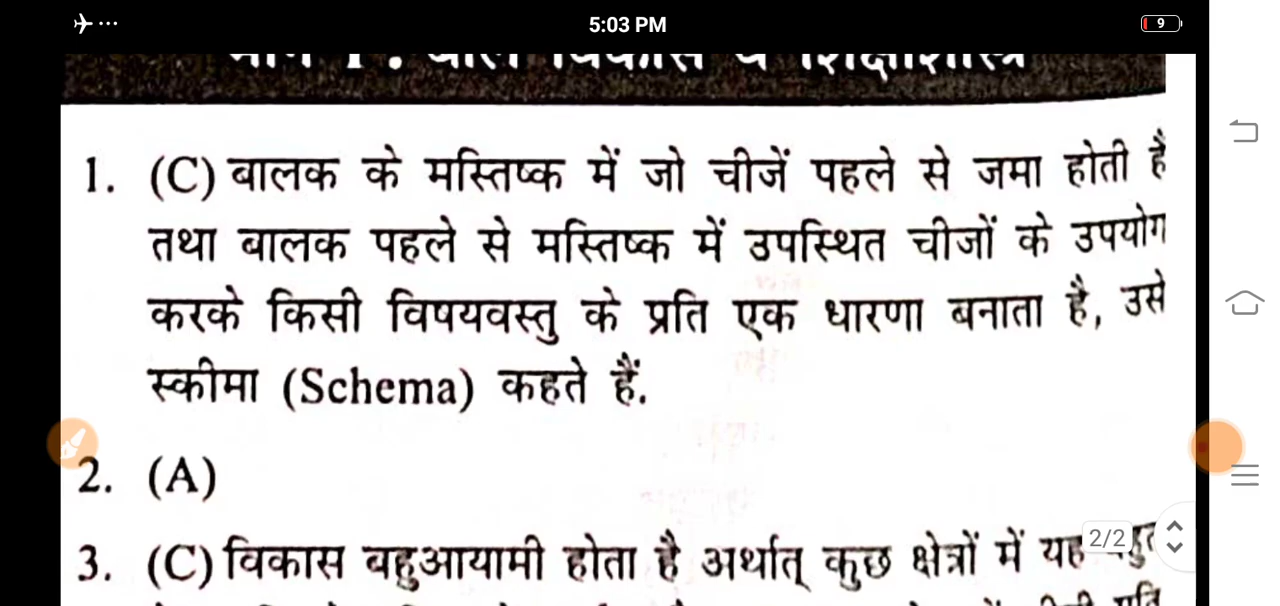 5:03 PM
9
भाग I : बाल विकास व शिक्षाशास्त्र
1. (C) बालक के मस्तिष्क में जो चीजें पहले से जमा होती हैं
तथा बालक पहले से मस्तिष्क में उपस्थित चीजों के उपयोग
करके किसी विषयवस्तु के प्रति एक धारणा बनाता है, उसे
स्कीमा (Schema) कहते हैं.
2. (A)
3. (C) विकास बहुआयामी होता है अर्थात् कुछ क्षेत्रों में यह
2/2